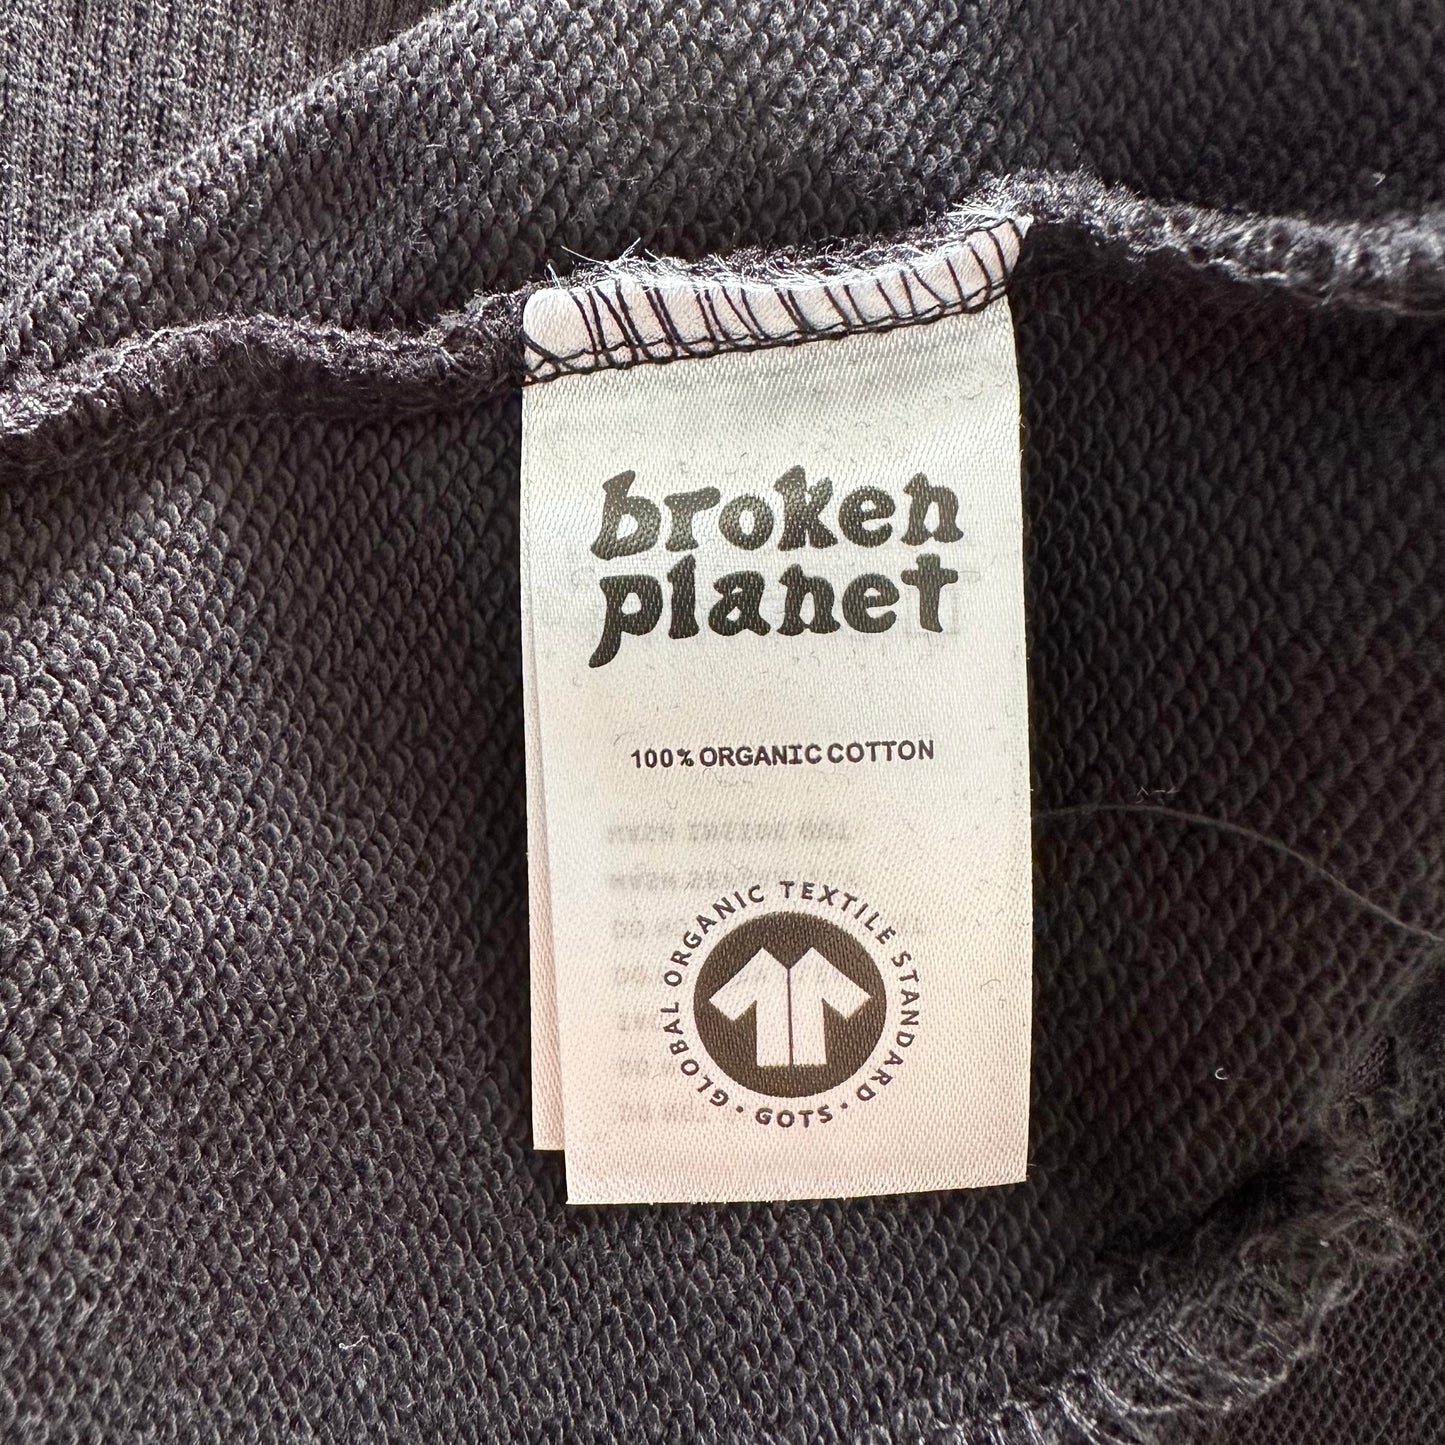 broken
planet
100% ORGANIC COTTON
GLOBAL ORGANIC TEXTILE STANDARD · GOTS ·